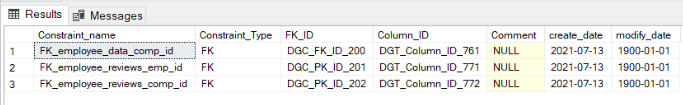 Results Messages
Constraint_name Constraint_Type FK_ID Column_ID Comment create_date modify_date
1 FK_employee_data_comp_id FK DGC_FK_ID_200 DGT_Column_ID_761 NULL 2021-07-13 1900-01-01
2 FK_employee_reviews_emp_id FK DGC_PK_ID_201 DGT_Column_ID_771 NULL 2021-07-13 1900-01-01
3 FK_employee_reviews_comp_id FK DGC_PK_ID_202 DGT_Column_ID_772 NULL 2021-07-13 1900-01-01